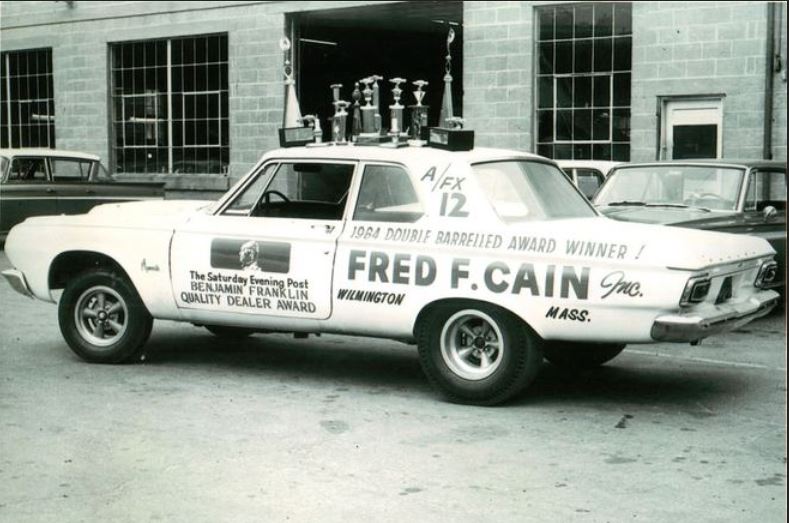 A/FX
12
1964 DOUBLE BARRELLED AWARD WINNER!
FRED F. CAIN Inc.
WILMINGTON MASS.
The Saturday Evening Post
BENJAMIN FRANKLIN
QUALITY DEALER AWARD
Plymouth